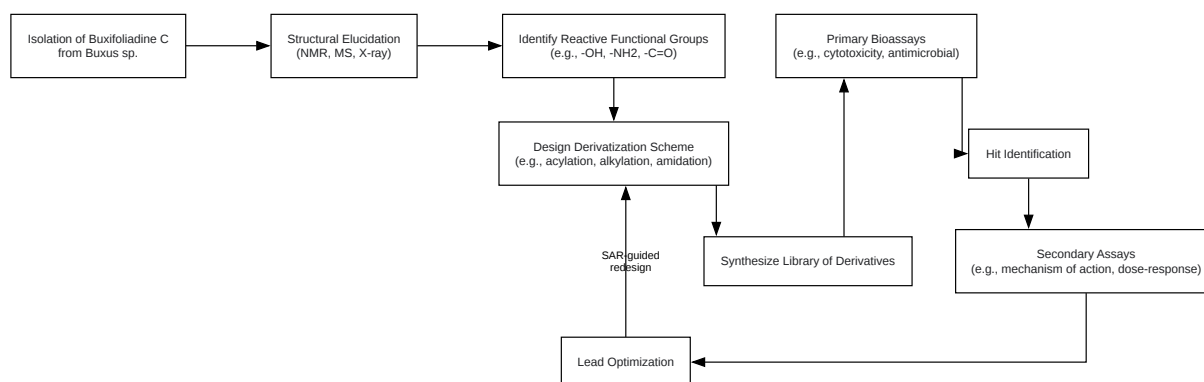 Isolation of Buxifoliadine C
from Buxus sp.
Structural Elucidation
(NMR, MS, X-ray)
Identify Reactive Functional Groups
(e.g., -OH, -NH2, -C=O)
Primary Bioassays
(e.g., cytotoxicity, antimicrobial)
Design Derivatization Scheme
(e.g., acylation, alkylation, amidation)
Hit Identification
SAR-guided
redesign
Synthesize Library of Derivatives
Secondary Assays
(e.g., mechanism of action, dose-response)
Lead Optimization